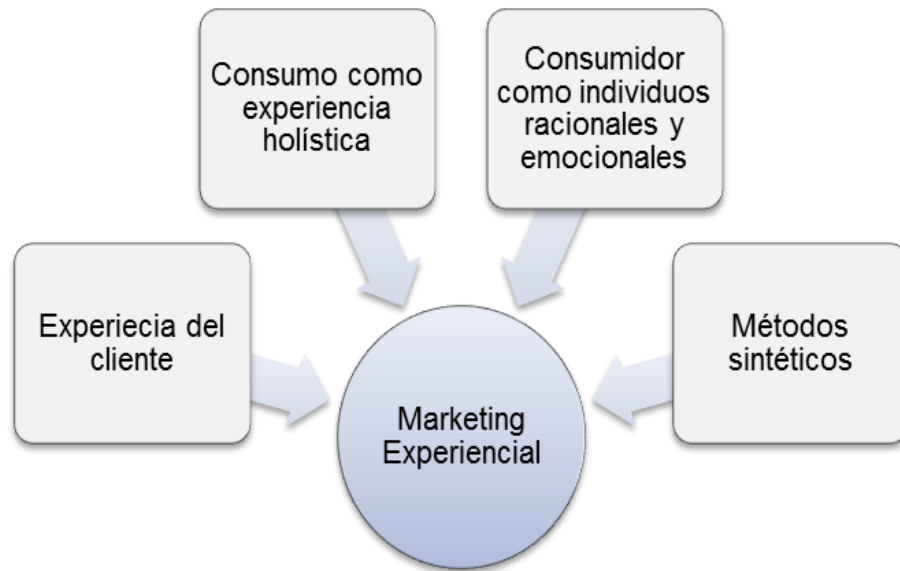 Consumo como
experiencia
holística
Consumidor
como individuos
racionales y
emocionales
Experiecia del
cliente
Métodos
sintéticos
Marketing
Experiencial